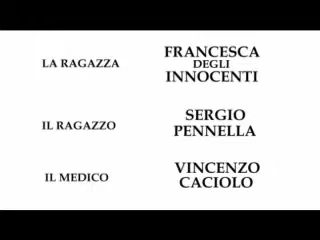 LA RAGAZZA
FRANCESCA
DEGLI
INNOCENTI
IL RAGAZZO
SERGIO
PENNELLA
IL MEDICO
VINCENZO
CACIOLO